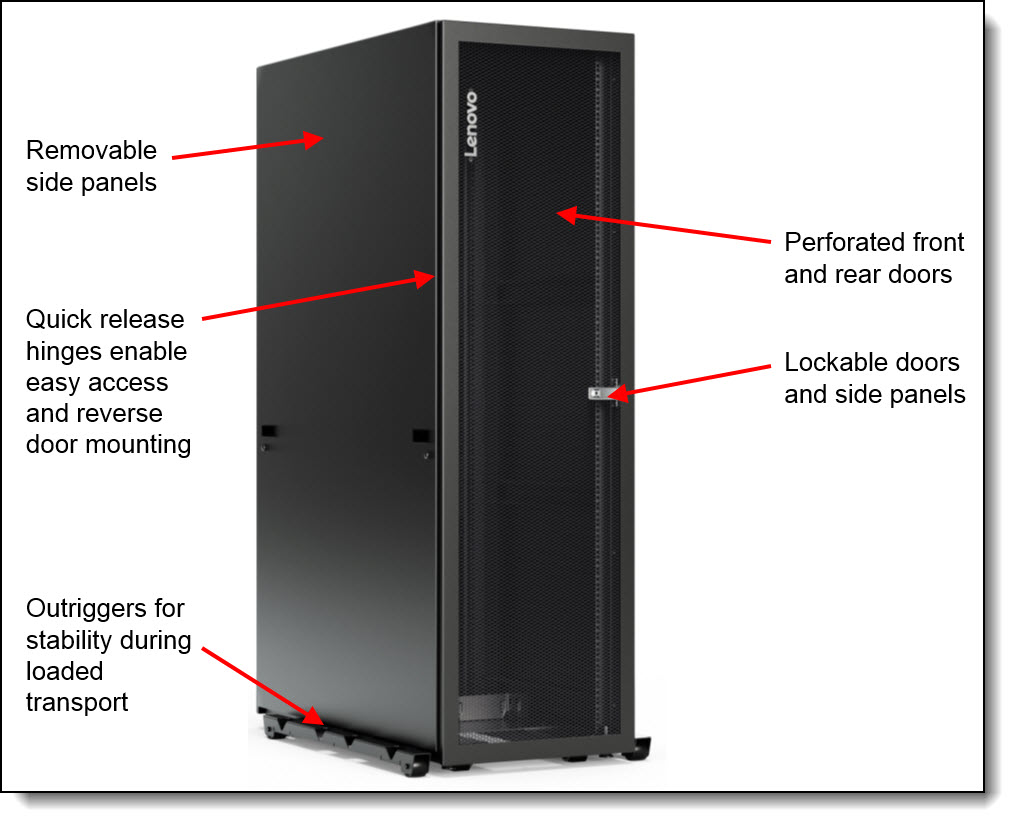 Removable
side panels
Quick release
hinges enable
easy access
and reverse
door mounting
Outriggers for
stability during
loaded
transport
Lenovo
Perforated front
and rear doors
Lockable doors
and side panels